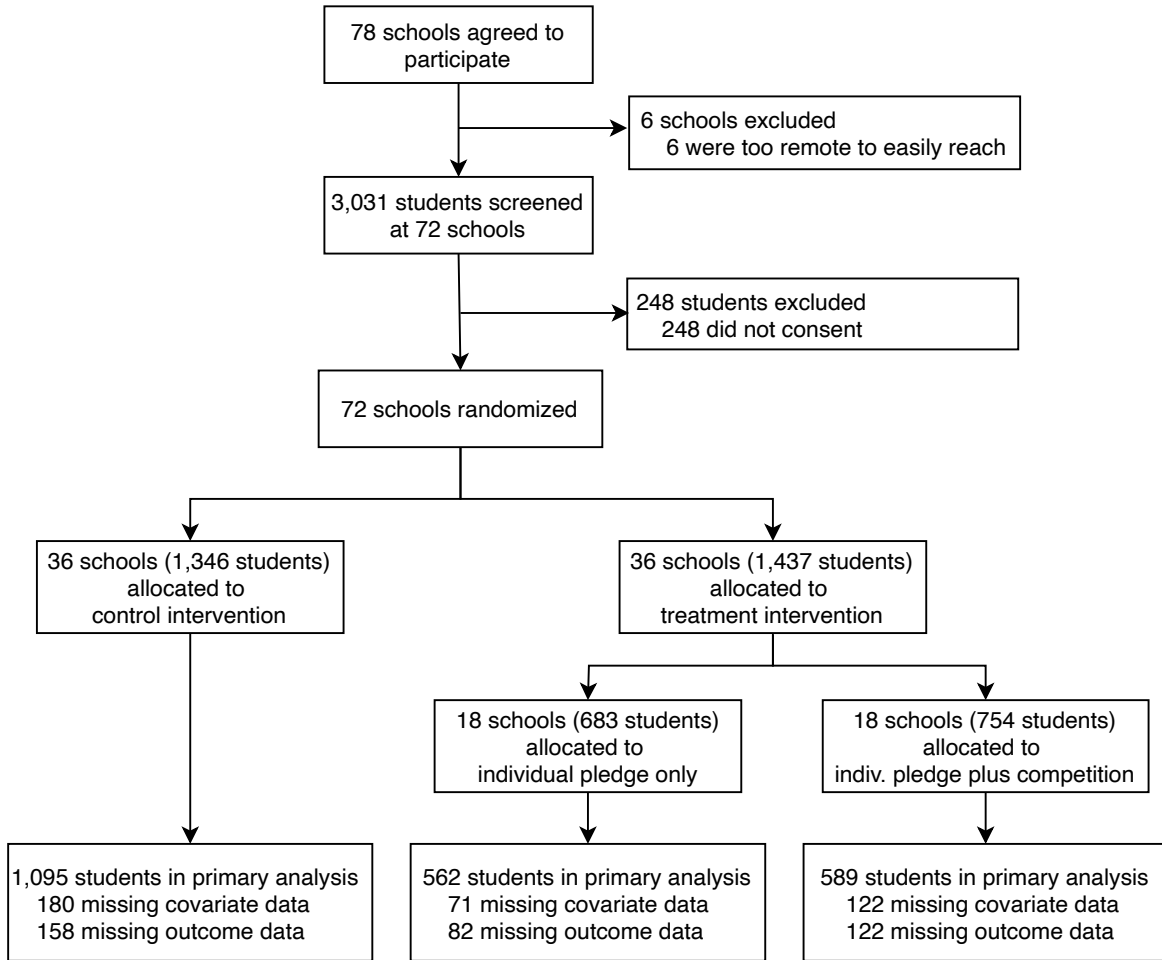 78 schools agreed to
participate
6 schools excluded
6 were too remote to easily reach
3,031 students screened
at 72 schools
248 students excluded
248 did not consent
72 schools randomized
36 schools (1,346 students)
allocated to
control intervention
36 schools (1,437 students)
allocated to
treatment intervention
18 schools (683 students)
allocated to
individual pledge only
18 schools (754 students)
allocated to
indiv. pledge plus competition
1,095 students in primary analysis
180 missing covariate data
158 missing outcome data
562 students in primary analysis
71 missing covariate data
82 missing outcome data
589 students in primary analysis
122 missing covariate data
122 missing outcome data